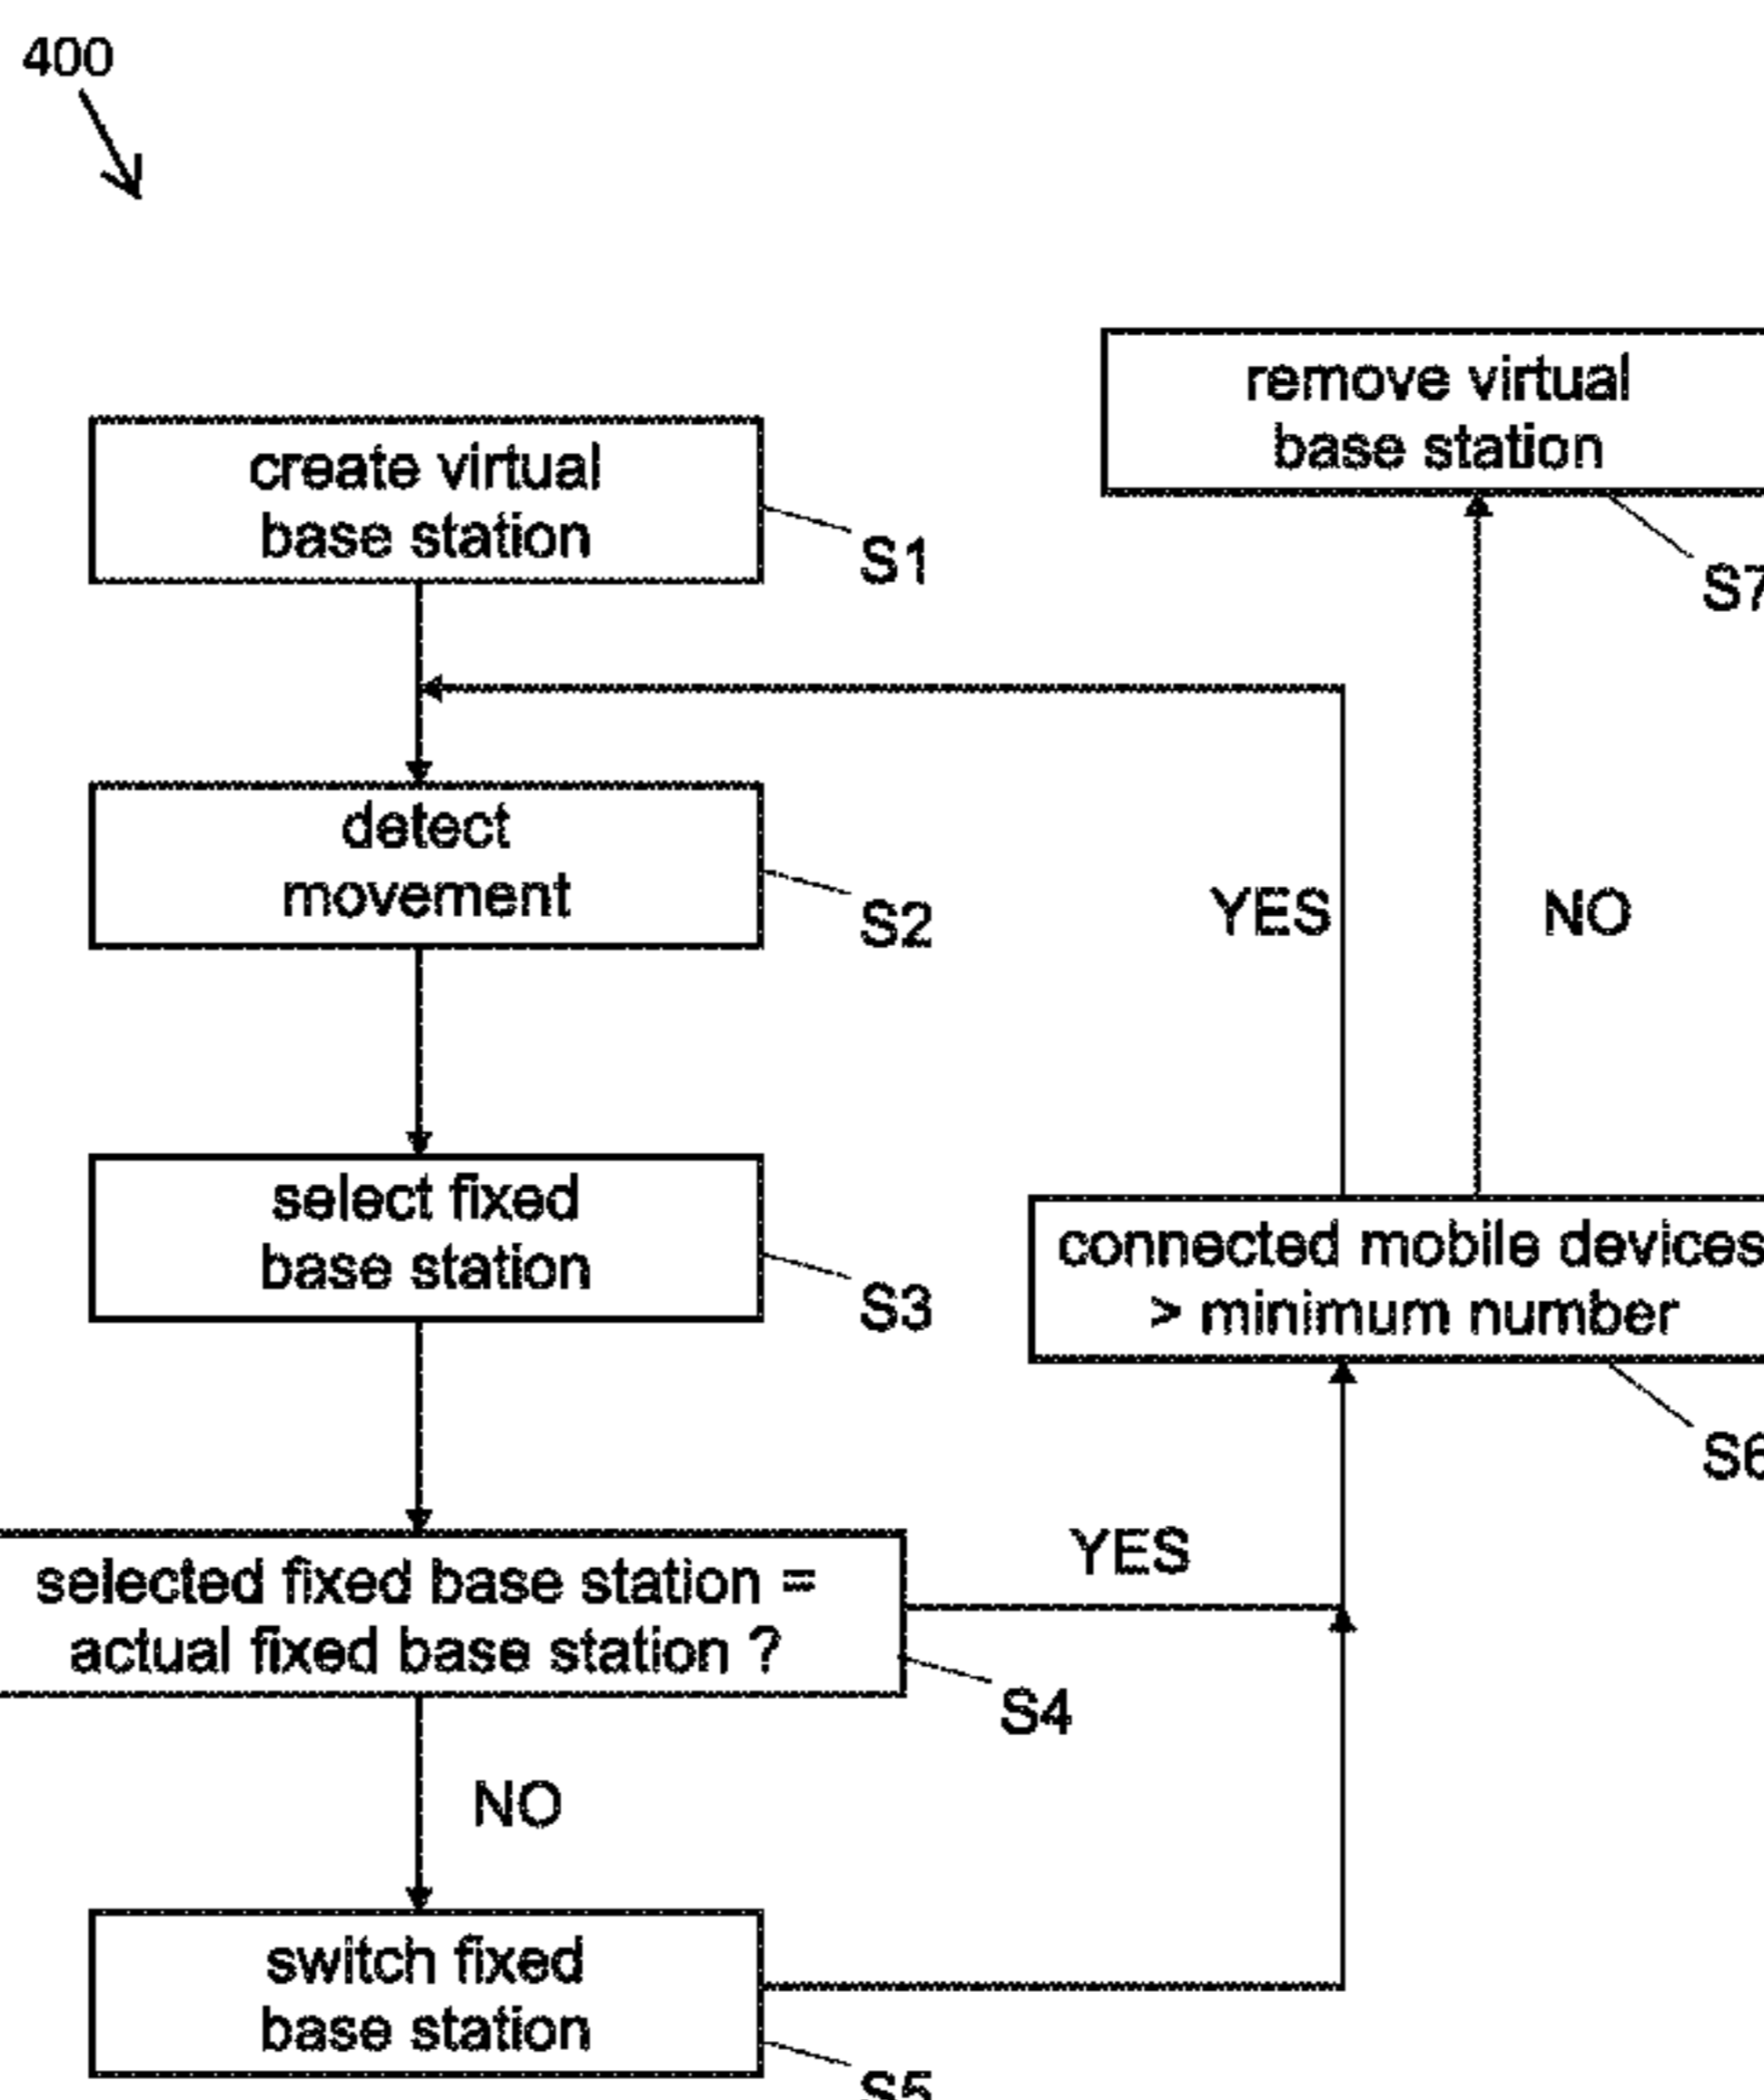 400
create virtual
base station
S1
detect
movement
S2
select fixed
base station
S3
selected fixed base station =
actual fixed base station ?
S4
YES
NO
switch fixed
base station
S5
connected mobile devices
> minimum number
S6
YES
NO
remove virtual
base station
S7